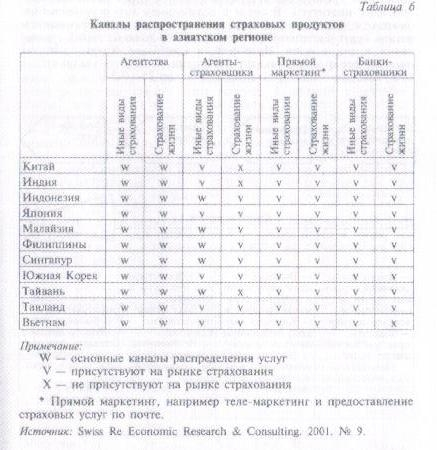 Таблица 6
Каналы распространения страховых продуктов
в азиатском регионе
Агентства Агенты-страховщики Прямой маркетинг* Банки-страховщики
Иные виды страхования Страхование жизни Иные виды страхования Страхование жизни Иные виды страхования Страхование жизни Иные виды страхования Страхование жизни
Китай w w v x v v v v
Индия w w v x v v v v
Индонезия w w w v v v v v
Япония w w v v v v v v
Малайзия w w w v v v v v
Филиппины w w w v v v v v
Сингапур w w w v v v v v
Южная Корея w w v v v v v v
Тайвань w w w x v v v v
Таиланд w w v v v v v v
Вьетнам w w v v v v v x
Примечание:
W — основные каналы распределения услуг
V — присутствуют на рынке страхования
X — не присутствуют на рынке страхования
* Прямой маркетинг, например теле-маркетинг и предоставление
страховых услуг по почте.
Источник: Swiss Re Economic Research & Consulting. 2001. № 9.